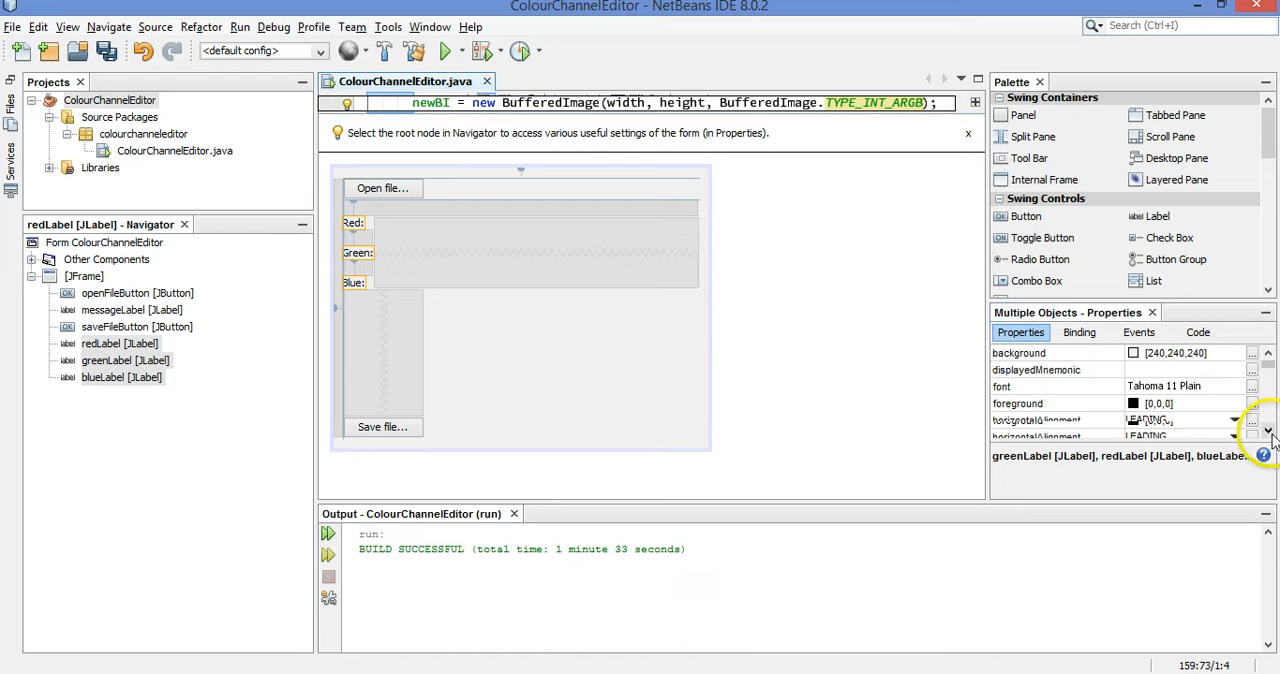 ColourChannelEditor - NetBeans IDE 8.0.2
File Edit View Navigate Source Refactor Run Debug Profile Team Tools Window Help
Search (Ctrl+I)
<default config>
Files
Services
Projects
ColourChannelEditor
Source Packages
colourchanneleditor
ColourChannelEditor.java
Libraries
redLabel [JLabel] - Navigator
Form ColourChannelEditor
Other Components
[JFrame]
openFileButton [JButton]
messageLabel [JLabel]
saveFileButton [JButton]
redLabel [JLabel]
greenLabel [JLabel]
blueLabel [JLabel]
ColourChannelEditor.java
newBI = new BufferedImage(width, height, BufferedImage.TYPE_INT_ARGB);
Select the root node in Navigator to access various useful settings of the form (in Properties). x
Open file...
Red:
Green:
Blue:
Save file...
Output - ColourChannelEditor (run)
run:
BUILD SUCCESSFUL (total time: 1 minute 33 seconds)
Palette
Swing Containers
Panel Tabbed Pane
Split Pane Scroll Pane
Tool Bar Desktop Pane
Internal Frame Layered Pane
Swing Controls
Button Label
Toggle Button Check Box
Radio Button Button Group
Combo Box List
Multiple Objects - Properties
Properties Binding Events Code
background [240,240,240]
displayedMnemonic
font Tahoma 11 Plain
foreground [0,0,0]
horizontalAlignment LEADING
horizontalAlignment LEADING
greenLabel [JLabel], redLabel [JLabel], blueLabe...
159:73/1:4